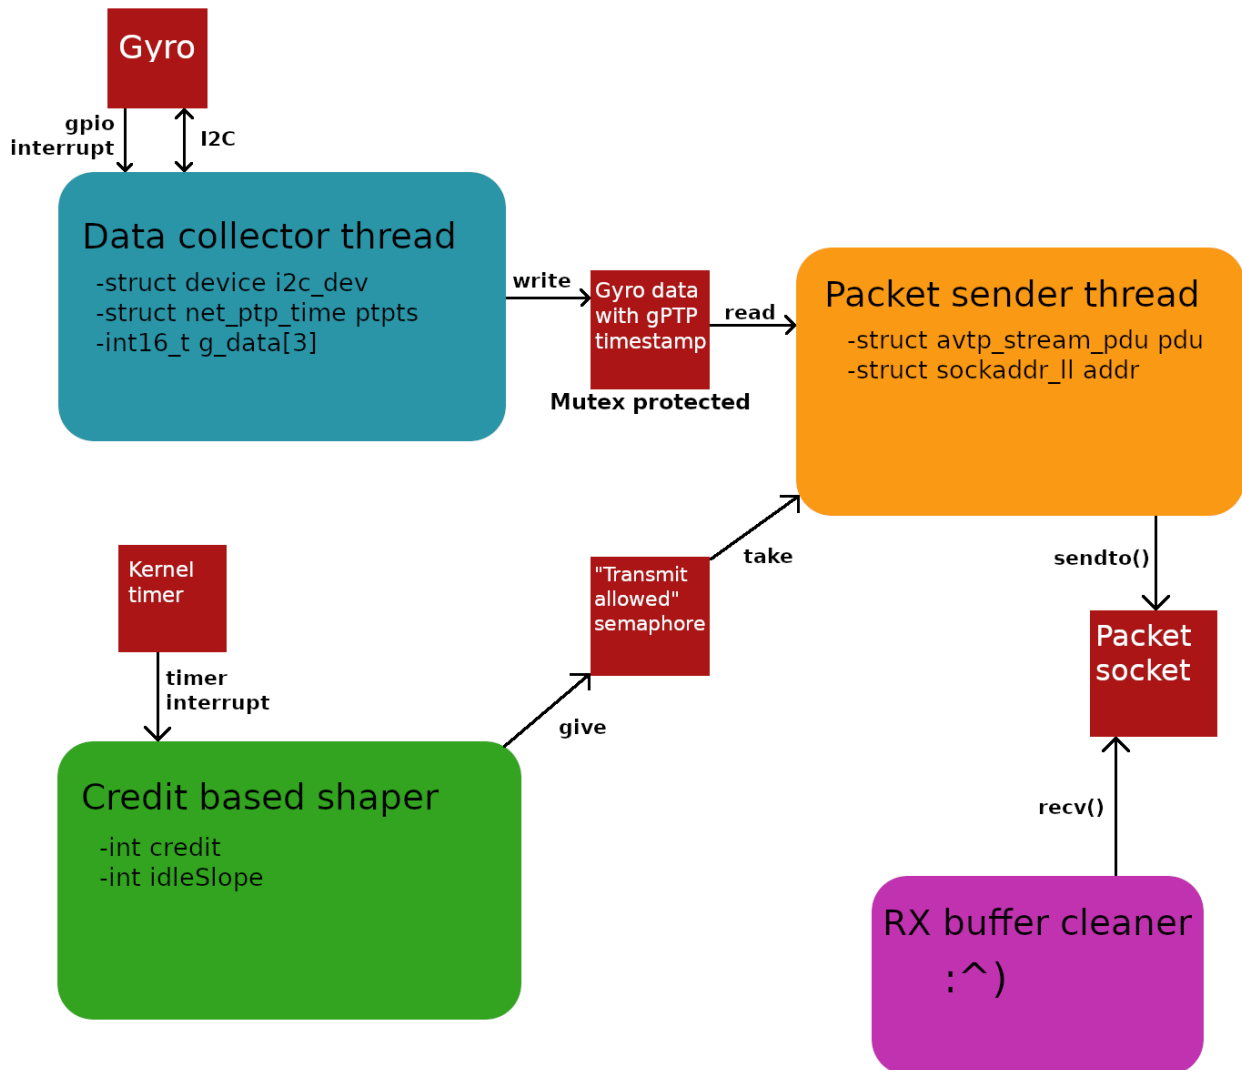 Gyro
gpio
interrupt
I2C
Data collector thread
-struct device i2c_dev
-struct net_ptp_time ptpts
-int16_t g_data[3]
write
Gyro data
with gPTP
timestamp
Mutex protected
read
Packet sender thread
-struct avtp_stream_pdu pdu
-struct sockaddr_ll addr
Kernel
timer
timer
interrupt
"Transmit
allowed"
semaphore
take
give
sendto()
Packet
socket
Credit based shaper
-int credit
-int idleSlope
recv()
RX buffer cleaner
:^)